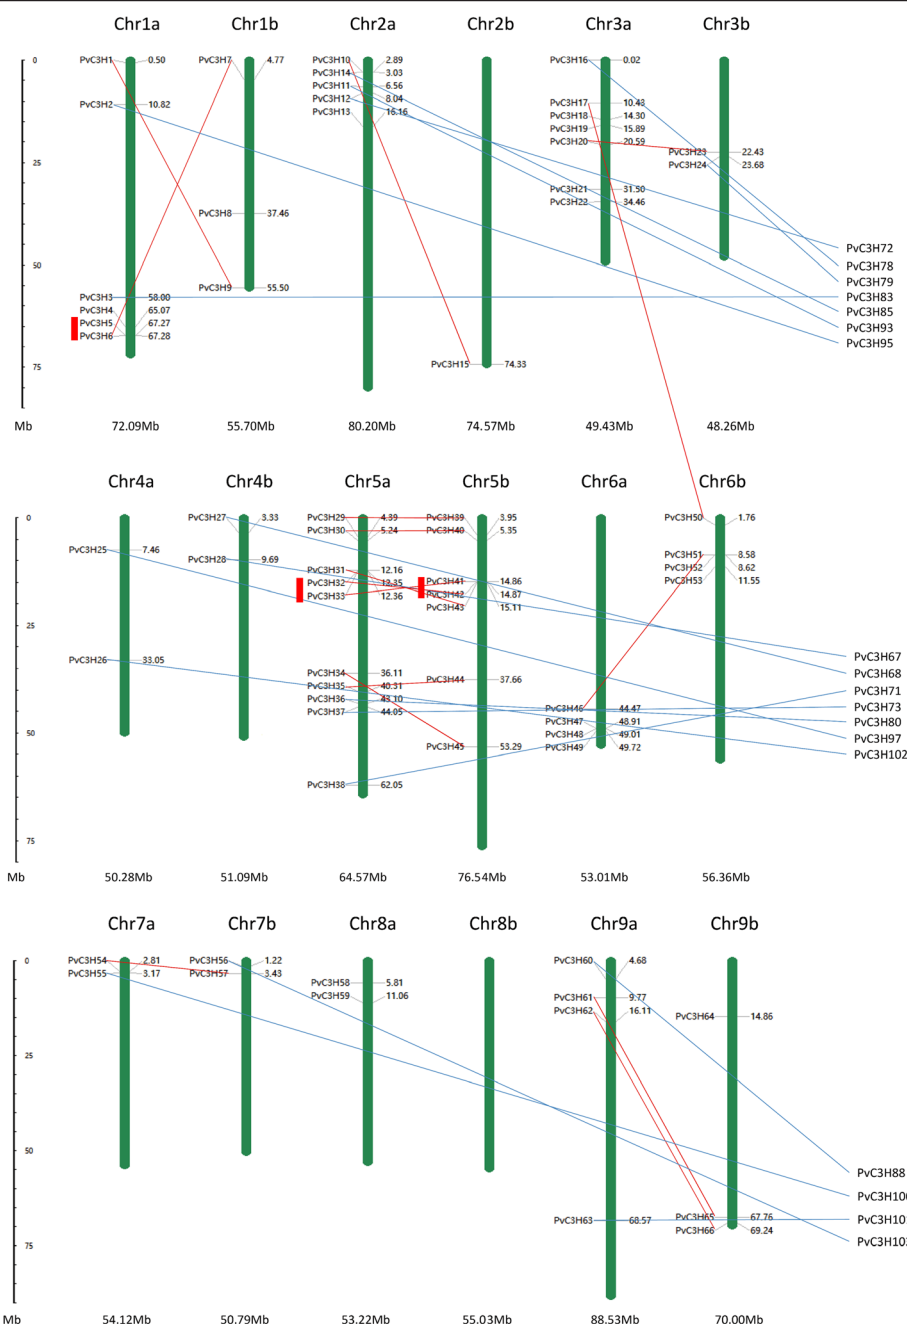 Chr1a Chr1b Chr2a Chr2b Chr3a Chr3b
0 PvC3H1 0.50 PvC3H7 4.77 PvC3H10 2.89 PvC3H16 0.02
PvC3H14 3.03
PvC3H11 6.56
PvC3H2 10.82 PvC3H12 8.04 PvC3H17 10.43
PvC3H13 16.16 PvC3H18 14.30
PvC3H19 15.89
PvC3H20 20.59
PvC3H23 22.43
25 PvC3H24 23.68
PvC3H21 31.50
PvC3H22 34.46
PvC3H8 37.46
PvC3H72
50 PvC3H78
PvC3H79
PvC3H9 55.50
PvC3H3 58.00 PvC3H83
PvC3H4 65.07 PvC3H85
PvC3H5 67.27 PvC3H93
PvC3H6 67.28 PvC3H95
75 PvC3H15 74.33
Mb 72.09Mb 55.70Mb 80.20Mb 74.57Mb 49.43Mb 48.26Mb
Chr4a Chr4b Chr5a Chr5b Chr6a Chr6b
0 PvC3H27 3.33 PvC3H29 4.39 PvC3H39 3.95 PvC3H50 1.76
PvC3H30 5.24 PvC3H40 5.35
PvC3H25 7.46 PvC3H51 8.58
PvC3H28 9.69 PvC3H52 8.62
PvC3H31 12.16 PvC3H53 11.55
PvC3H32 12.35 PvC3H41 14.86
PvC3H33 12.36 PvC3H42 14.87
PvC3H43 15.11
25
PvC3H26 33.05 PvC3H67
PvC3H34 36.11 PvC3H68
PvC3H35 40.31 PvC3H44 37.66 PvC3H71
PvC3H36 43.10
PvC3H37 44.05 PvC3H46 44.47 PvC3H73
PvC3H47 48.91 PvC3H80
50 PvC3H48 49.01 PvC3H97
PvC3H45 53.29 PvC3H49 49.72 PvC3H102
PvC3H38 62.05
75
Mb 50.28Mb 51.09Mb 64.57Mb 76.54Mb 53.01Mb 56.36Mb
Chr7a Chr7b Chr8a Chr8b Chr9a Chr9b
0 PvC3H54 2.81 PvC3H56 1.22 PvC3H60 4.68
PvC3H55 3.17 PvC3H57 3.43
PvC3H58 5.81
PvC3H59 11.06 PvC3H61 9.77
PvC3H62 16.11 PvC3H64 14.86
25
50
PvC3H88
PvC3H100
PvC3H63 68.57 PvC3H65 67.76
PvC3H66 69.24
75
Mb 54.12Mb 50.79Mb 53.22Mb 55.03Mb 88.53Mb 70.00Mb